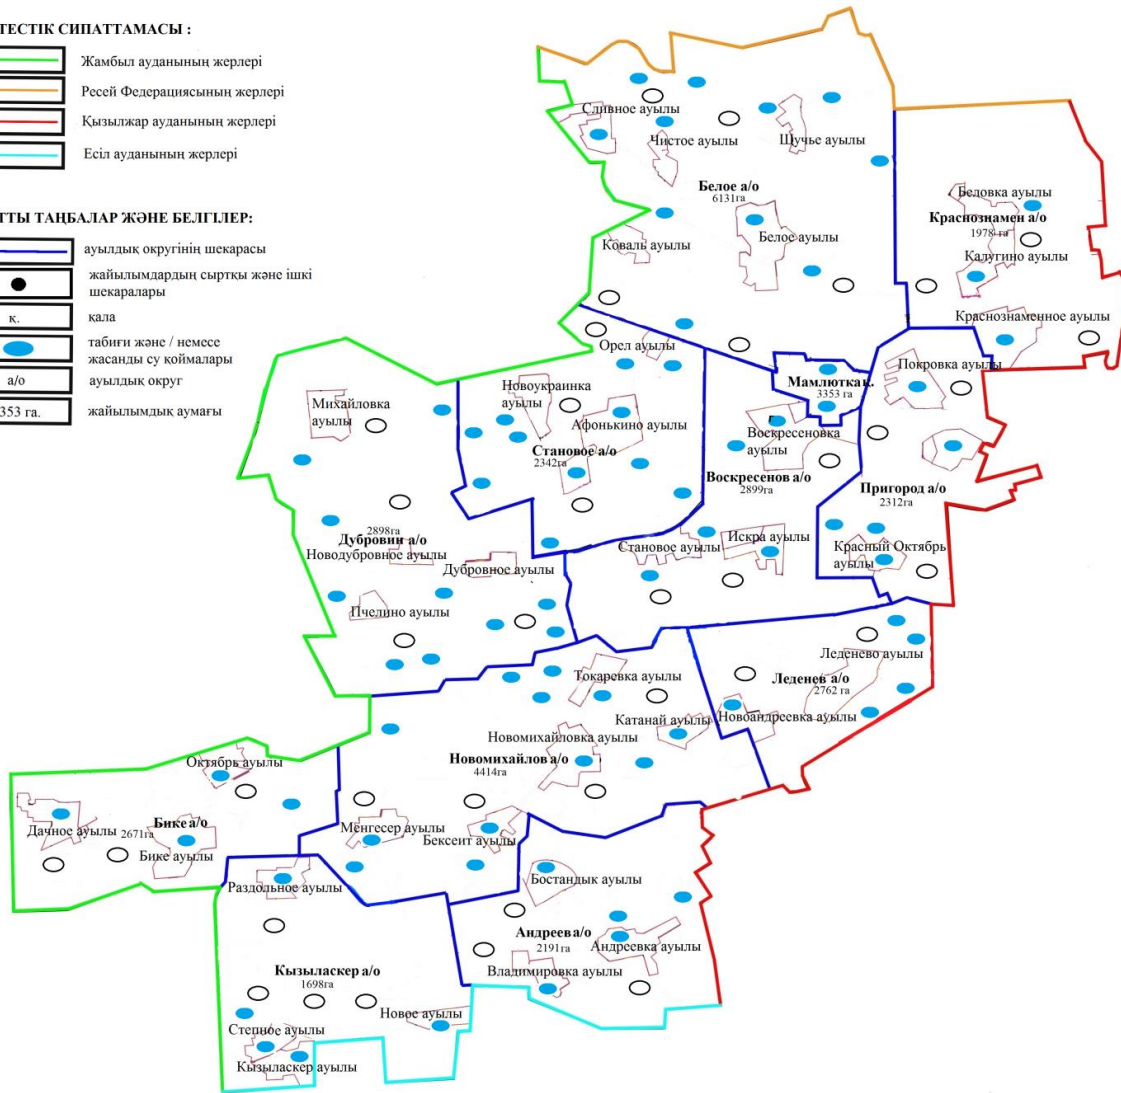 ТЕСТІК СИПАТТАМАСЫ :
Жамбыл ауданының жерлері
Ресей Федерациясының жерлері
Қызылжар ауданының жерлері
Есіл ауданының жерлері
ТТЫ ТАҢБАЛАР ЖӘНЕ БЕЛГІЛЕР:
ауылдық округінің шекарасы
жайылымдардың сыртқы және ішкі
шекаралары
қ.
қала
табиғи және / немесе
жасанды су қоймалары
а/о
ауылдық округ
353 га.
жайылымдық аумағы
Сливное ауылы
Чистое ауылы
Щучье ауылы
Белое а/о
6131га
Белое ауылы
Коваль ауылы
Беловка ауылы
Краснознамен а/о
1978 га
Калугино ауылы
Краснознаменное ауылы
Орел ауылы
Покровка ауылы
Мамлютка қ.
3353 га
Михайловка
ауылы
Новоукраинка
ауылы
Афонькино ауылы
Становое а/о
2342га
Воскресеновка
ауылы
Воскресенов а/о
2899га
Пригород а/о
2312га
Красный Октябрь
ауылы
2898га
Дубровин а/о
Новодубровное ауылы
Дубровное ауылы
Пчелино ауылы
Становое ауылы
Искра ауылы
Леденево ауылы
Леденев а/о
2762 га
Новоандреевка ауылы
Токаревка ауылы
Катанай ауылы
Новомихайловка ауылы
Новомихайлов а/о
4414га
Октябрь ауылы
Дачное ауылы
2671га
Бике а/о
Бике ауылы
Менгесер ауылы
Бексеит ауылы
Раздольное ауылы
Бостандык ауылы
Андреев а/о
2191га
Андреевка ауылы
Владимировка ауылы
Кызыласкер а/о
1698га
Новое ауылы
Степное ауылы
Кызыласкер ауылы